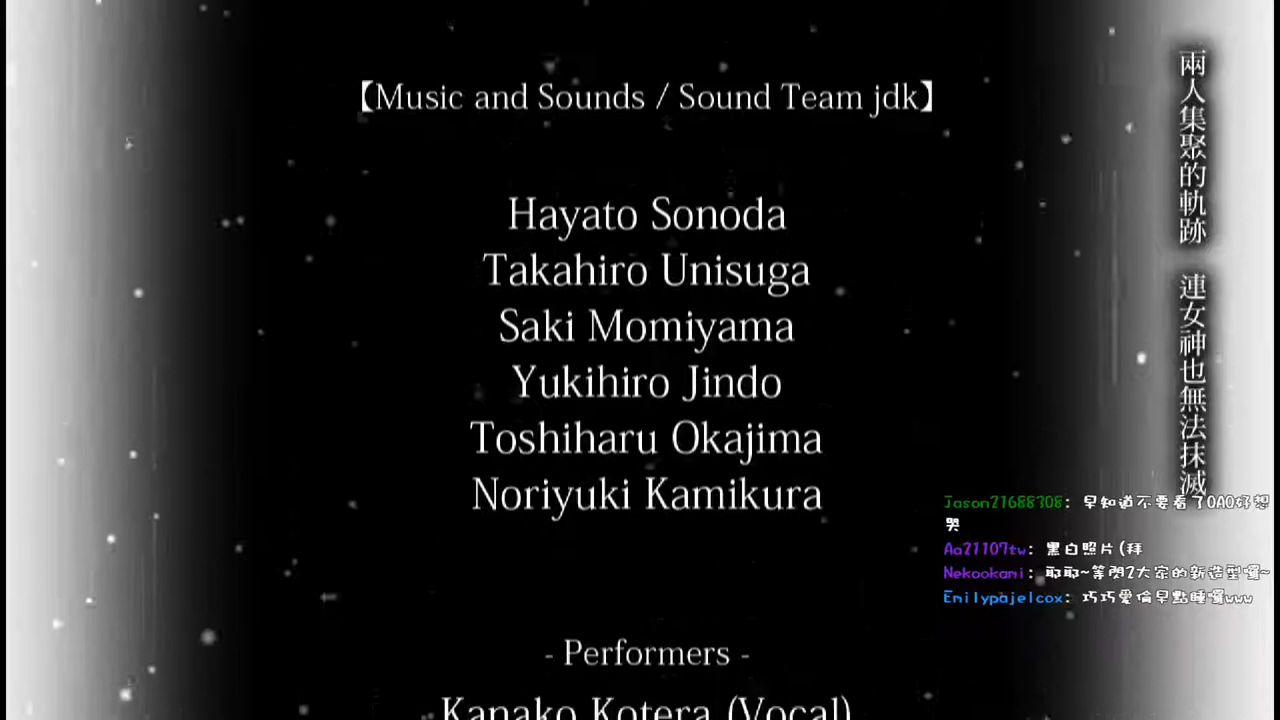 【Music and Sounds / Sound Team jdk】
Hayato Sonoda
Takahiro Unisuga
Saki Momiyama
Yukihiro Jindo
Toshiharu Okajima
Noriyuki Kamikura
- Performers -
Kanako Kotera (Vocal)
兩人集聚的軌跡　連女神也無法抹滅
Jason21688708: 早知道不要看了OAO好想
哭
Aa21107tw: 黑白照片(拜
Nekookami: 耶耶~等閃2大家的新造型囉~
Emilypajelcox: 巧巧愛倫早點睡囉www